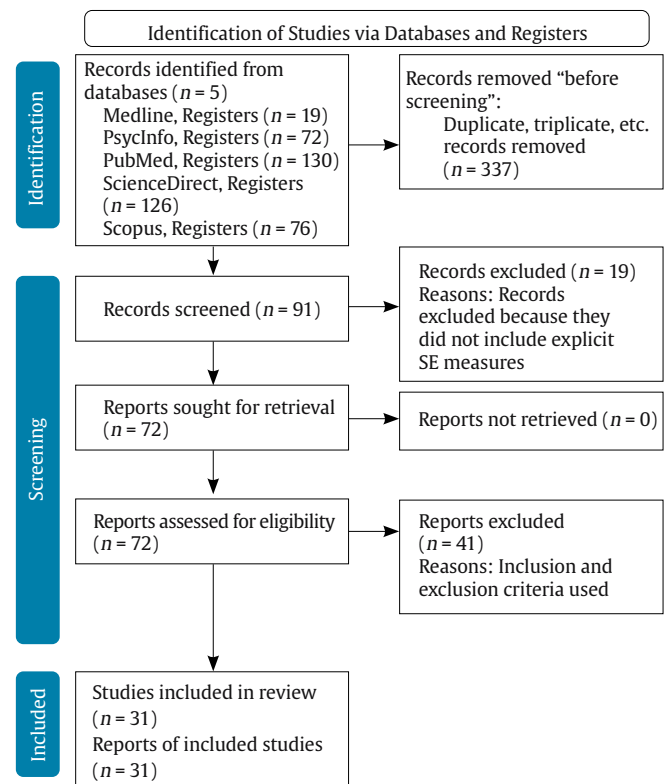 Identification of Studies via Databases and Registers
Identification
Records identified from
databases (n = 5)
Medline, Registers (n = 19)
PsycInfo, Registers (n = 72)
PubMed, Registers (n = 130)
ScienceDirect, Registers
(n = 126)
Scopus, Registers (n = 76)
Records removed “before
screening”:
Duplicate, triplicate, etc.
records removed
(n = 337)
Screening
Records screened (n = 91)
Records excluded (n = 19)
Reasons: Records
excluded because they
did not include explicit
SE measures
Reports sought for retrieval
(n = 72)
Reports not retrieved (n = 0)
Reports assessed for eligibility
(n = 72)
Reports excluded
(n = 41)
Reasons: Inclusion and
exclusion criteria used
Included
Studies included in review
(n = 31)
Reports of included studies
(n = 31)